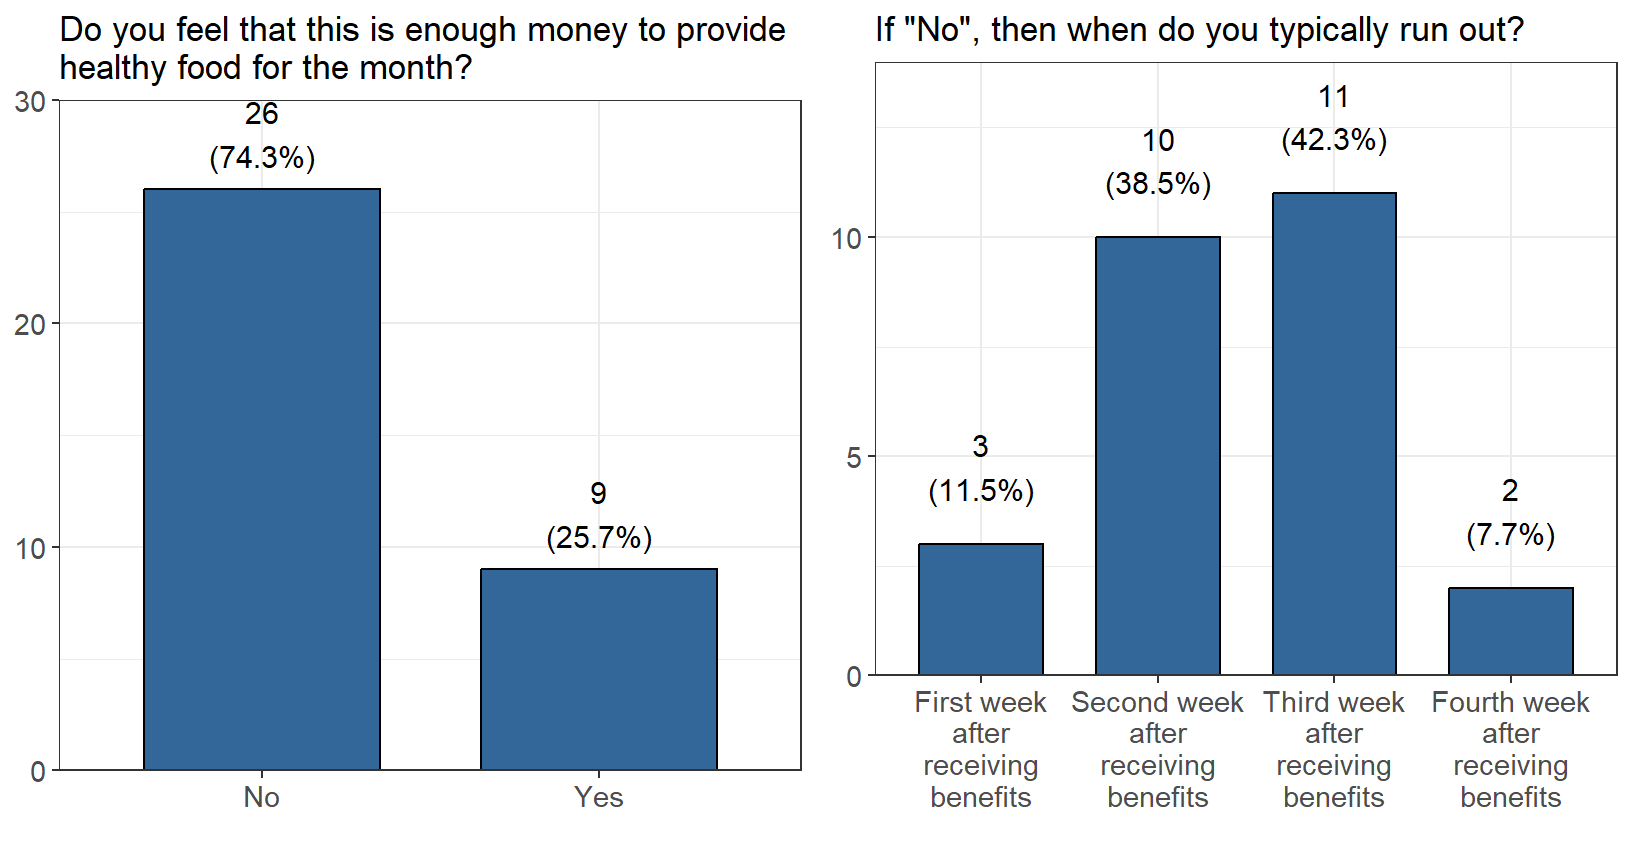 Do you feel that this is enough money to provide
healthy food for the month?
30
20
10
0
26
(74.3%)
9
(25.7%)
No
Yes
If "No", then when do you typically run out?
10
5
0
3
(11.5%)
10
(38.5%)
11
(42.3%)
2
(7.7%)
First week
after
receiving
benefits
Second week
after
receiving
benefits
Third week
after
receiving
benefits
Fourth week
after
receiving
benefits